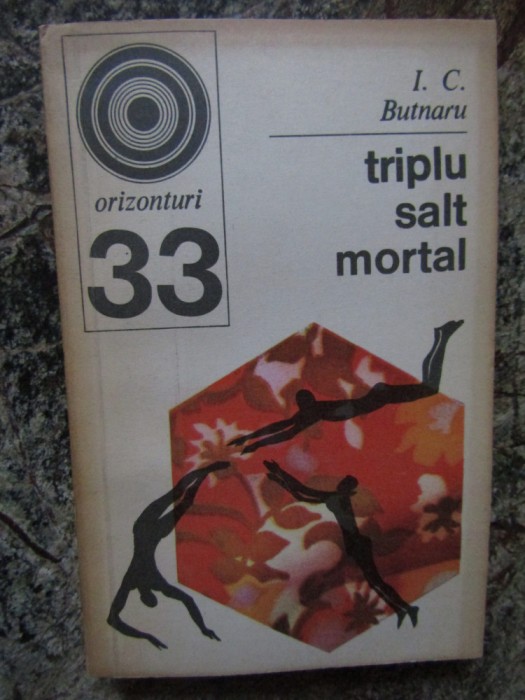 orizonturi
33
I. C.
Butnaru
triplu
salt
mortal